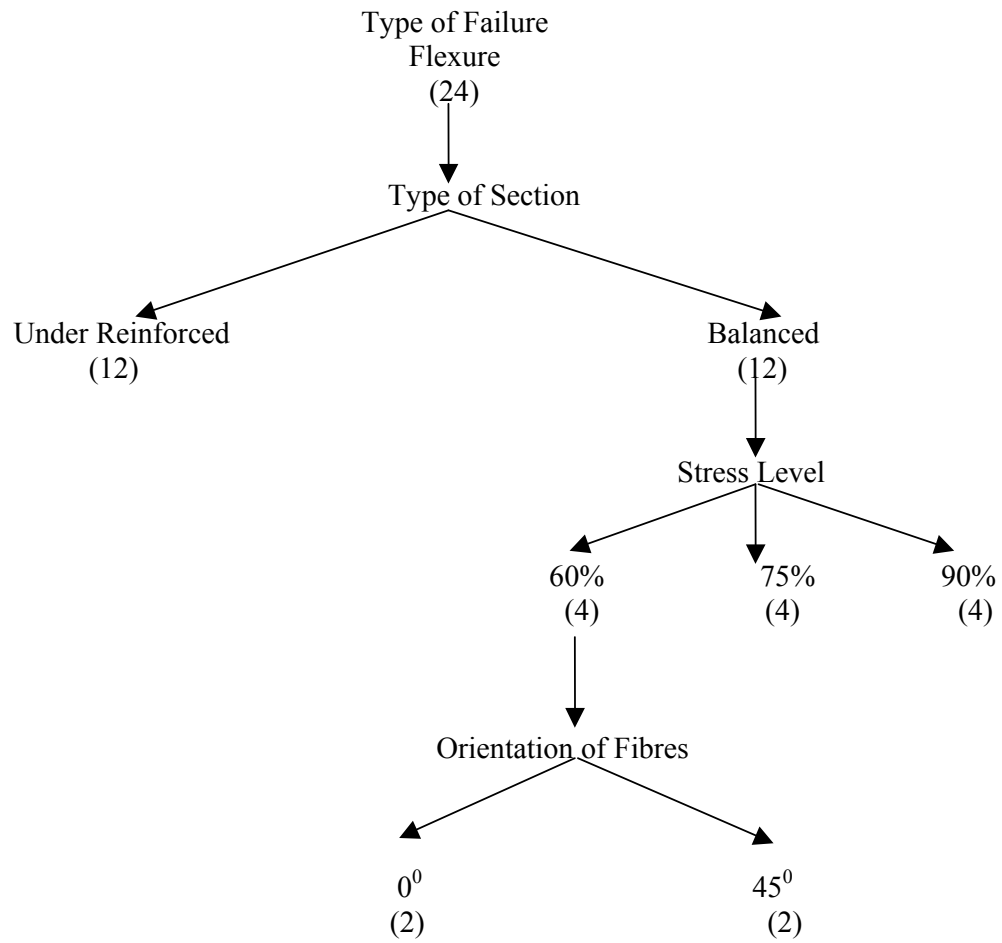 Type of Failure
Flexure
(24)
Type of Section
Under Reinforced
(12)
Balanced
(12)
Stress Level
60%
(4)
75%
(4)
90%
(4)
Orientation of Fibres
0⁰
(2)
45⁰
(2)